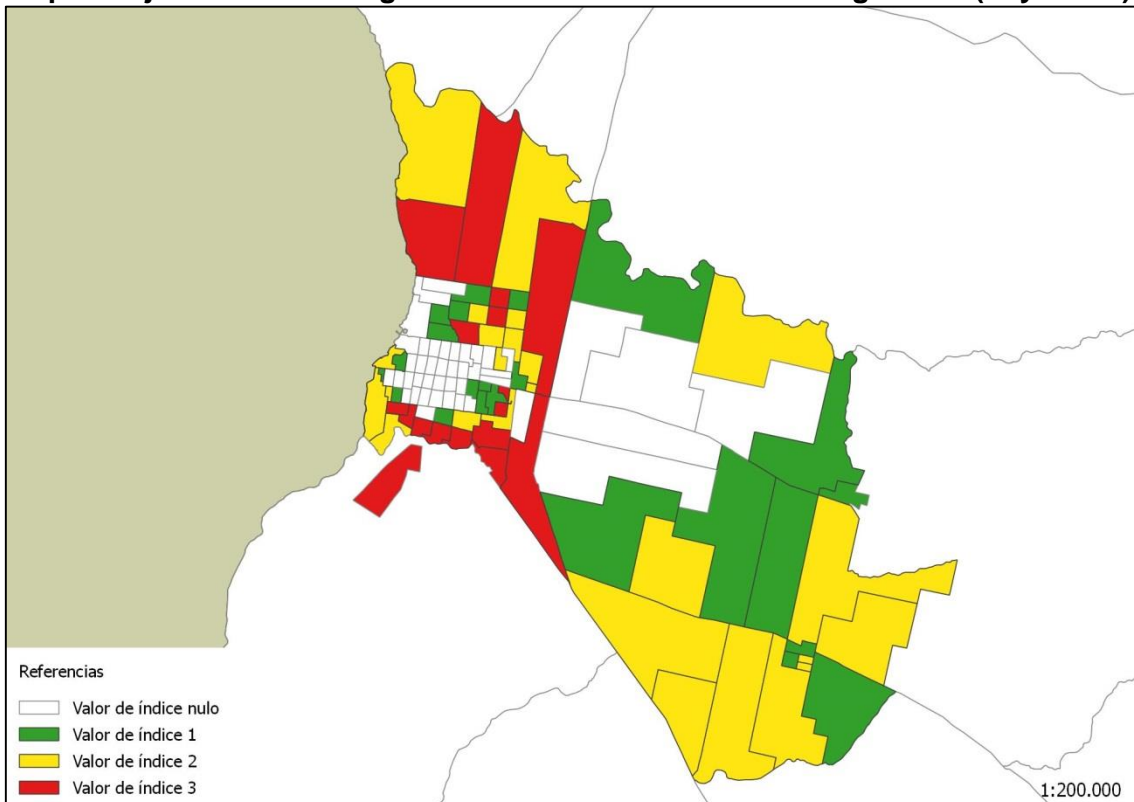 Referencias
Valor de índice nulo
Valor de índice 1
Valor de índice 2
Valor de índice 3
1:200.000